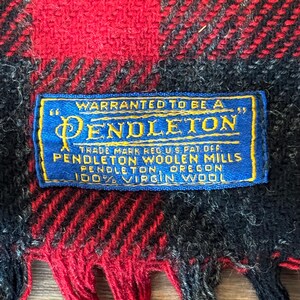 WARRANTED TO BE A
"PENDLETON"
TRADE MARK REG. U.S. PAT. OFF.
PENDLETON WOOLEN MILLS
PENDLETON, OREGON
100% VIRGIN WOOL